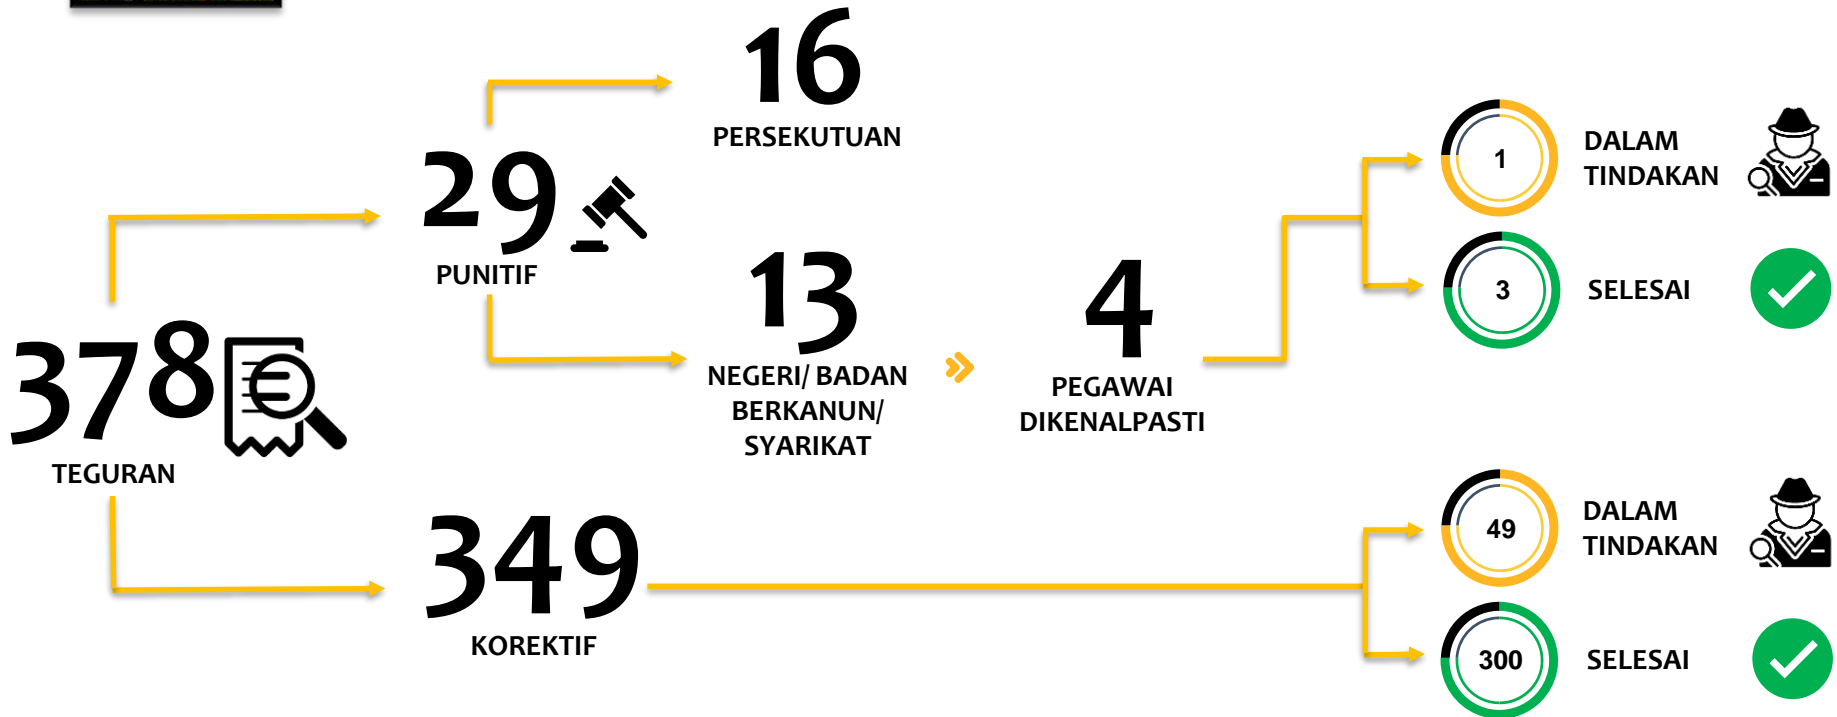 378
TEGURAN
29
PUNITIF
16
PERSEKUTUAN
13
NEGERI/ BADAN
BERKANUN/
SYARIKAT
4
PEGAWAI
DIKENALPASTI
1
DALAM
TINDAKAN
3
SELESAI
349
KOREKTIF
49
DALAM
TINDAKAN
300
SELESAI